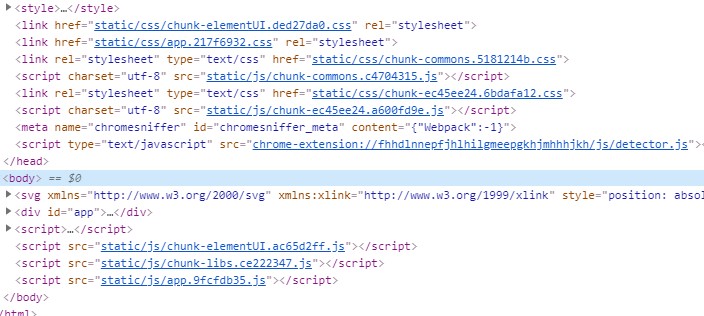 <style>…</style>
<link href="static/css/chunk-elementUI.ded27da0.css" rel="stylesheet">
<link href="static/css/app.217f6932.css" rel="stylesheet">
<link rel="stylesheet" type="text/css" href="static/css/chunk-commons.5181214b.css">
<script charset="utf-8" src="static/js/chunk-commons.c4704315.js"></script>
<link rel="stylesheet" type="text/css" href="static/css/chunk-ec45ee24.6bdafa12.css">
<script charset="utf-8" src="static/js/chunk-ec45ee24.a600fd9e.js"></script>
<meta name="chromesniffer" id="chromesniffer_meta" content="{"Webpack":-1}">
<script type="text/javascript" src="chrome-extension://fhhdlnnepfjhlhilgmeepgkhjmhhhjkh/js/detector.js"><
</head>
<body> == $0
<svg xmlns="http://www.w3.org/2000/svg" xmlns:xlink="http://www.w3.org/1999/xlink" style="position: absol
<div id="app">…</div>
<script>…</script>
<script src="static/js/chunk-elementUI.ac65d2ff.js"></script>
<script src="static/js/chunk-libs.ce222347.js"></script>
<script src="static/js/app.9fcfdb35.js"></script>
</body>
/html>